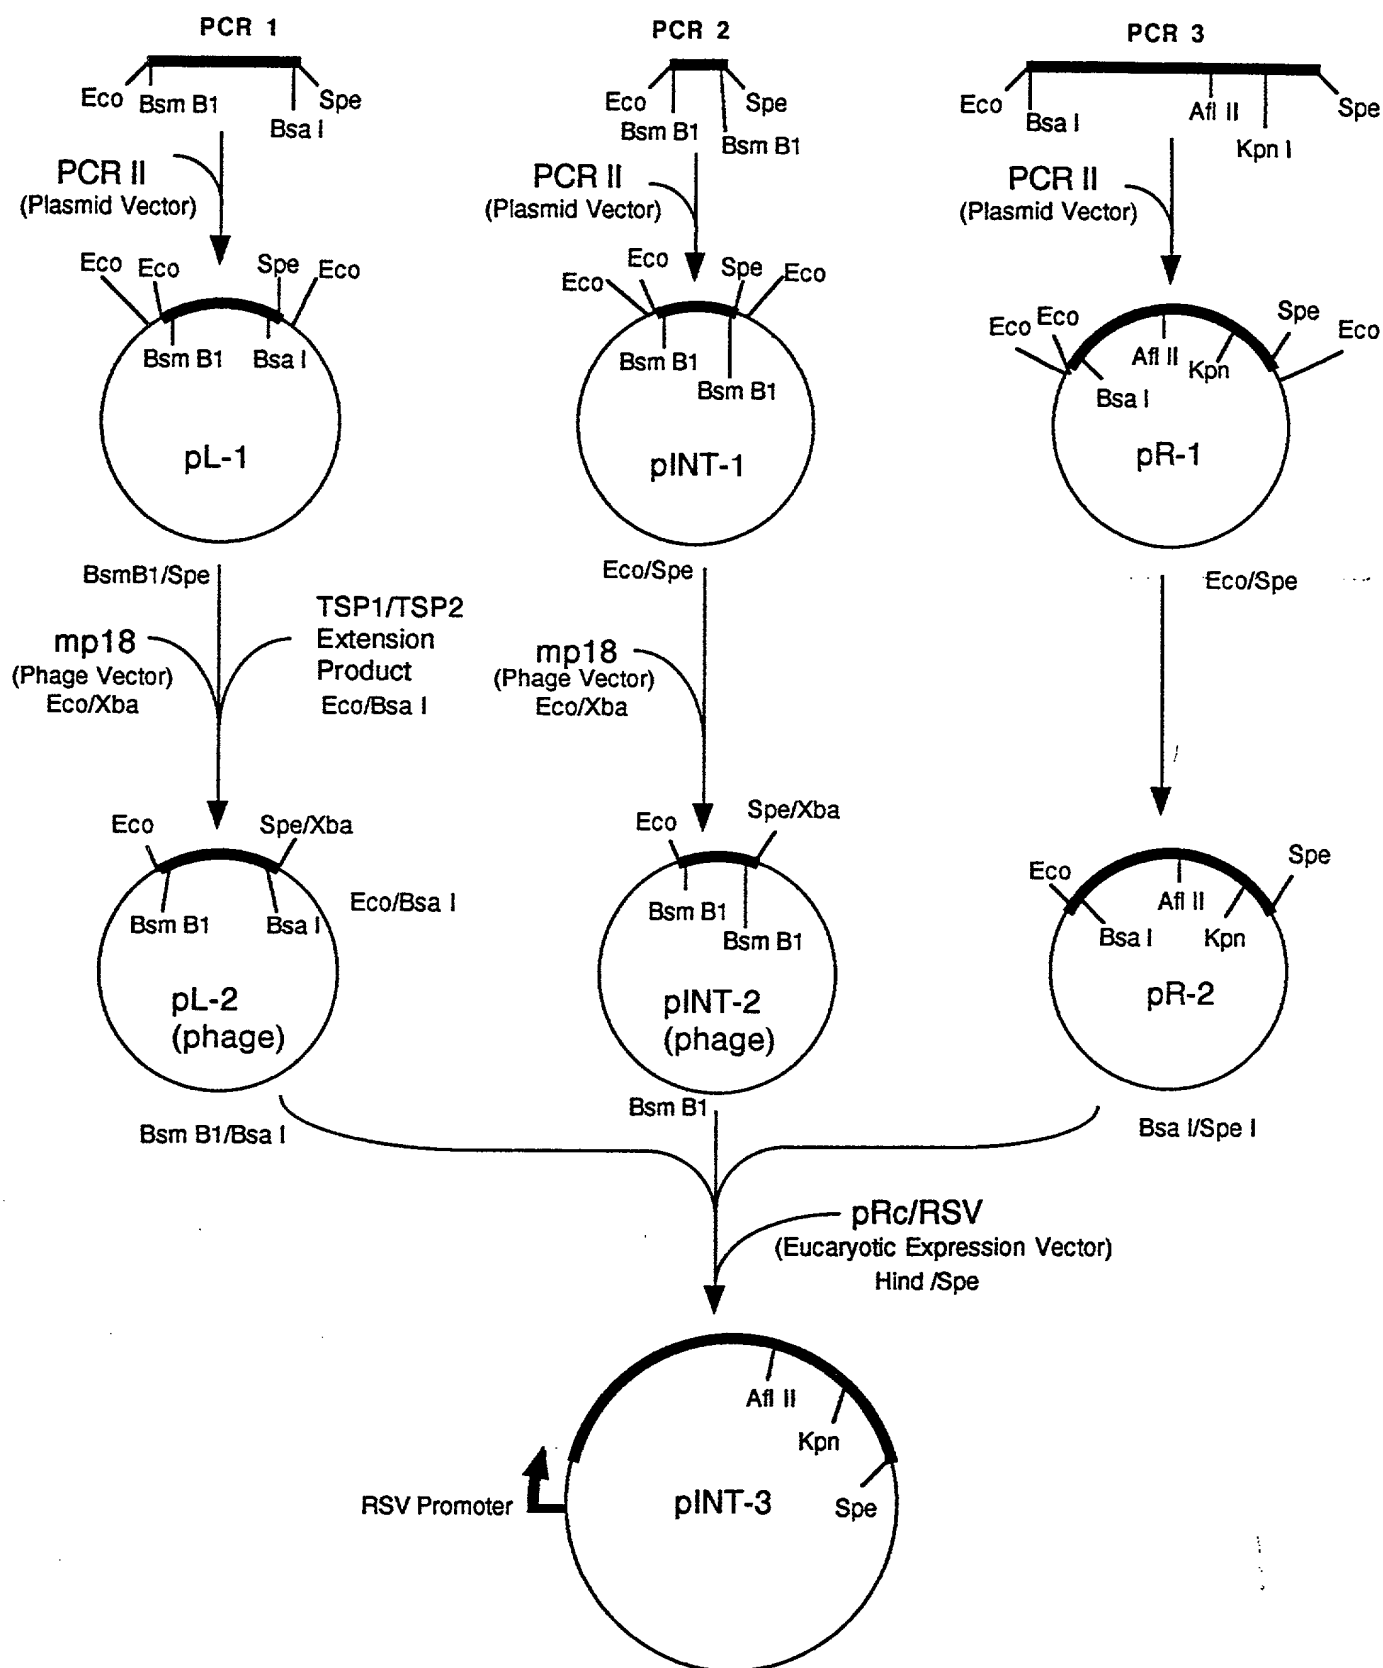 PCR 1
Eco
Bsm B1
Bsa I
Spe
PCR II
(Plasmid Vector)
Eco
Eco
Spe
Eco
Bsm B1
Bsa I
pL-1
BsmB1/Spe
mp18
(Phage Vector)
Eco/Xba
TSP1/TSP2
Extension
Product
Eco/Bsa I
Eco
Spe/Xba
Bsm B1
Bsa I
Eco/Bsa I
pL-2
(phage)
Bsm B1/Bsa I
PCR 2
Eco
Spe
Bsm B1
Bsm B1
PCR II
(Plasmid Vector)
Eco
Eco
Spe
Eco
Bsm B1
Bsm B1
pINT-1
Eco/Spe
mp18
(Phage Vector)
Eco/Xba
Eco
Spe/Xba
Bsm B1
Bsm B1
pINT-2
(phage)
Bsm B1
PCR 3
Eco
Bsa I
Afl II
Kpn I
Spe
PCR II
(Plasmid Vector)
Eco
Eco
Spe
Eco
Afl II
Kpn
Bsa I
pR-1
Eco/Spe
Eco
Spe
Afl II
Bsa I
Kpn
pR-2
Bsa I/Spe I
pRc/RSV
(Eucaryotic Expression Vector)
Hind /Spe
Afl II
Kpn
Spe
RSV Promoter
pINT-3